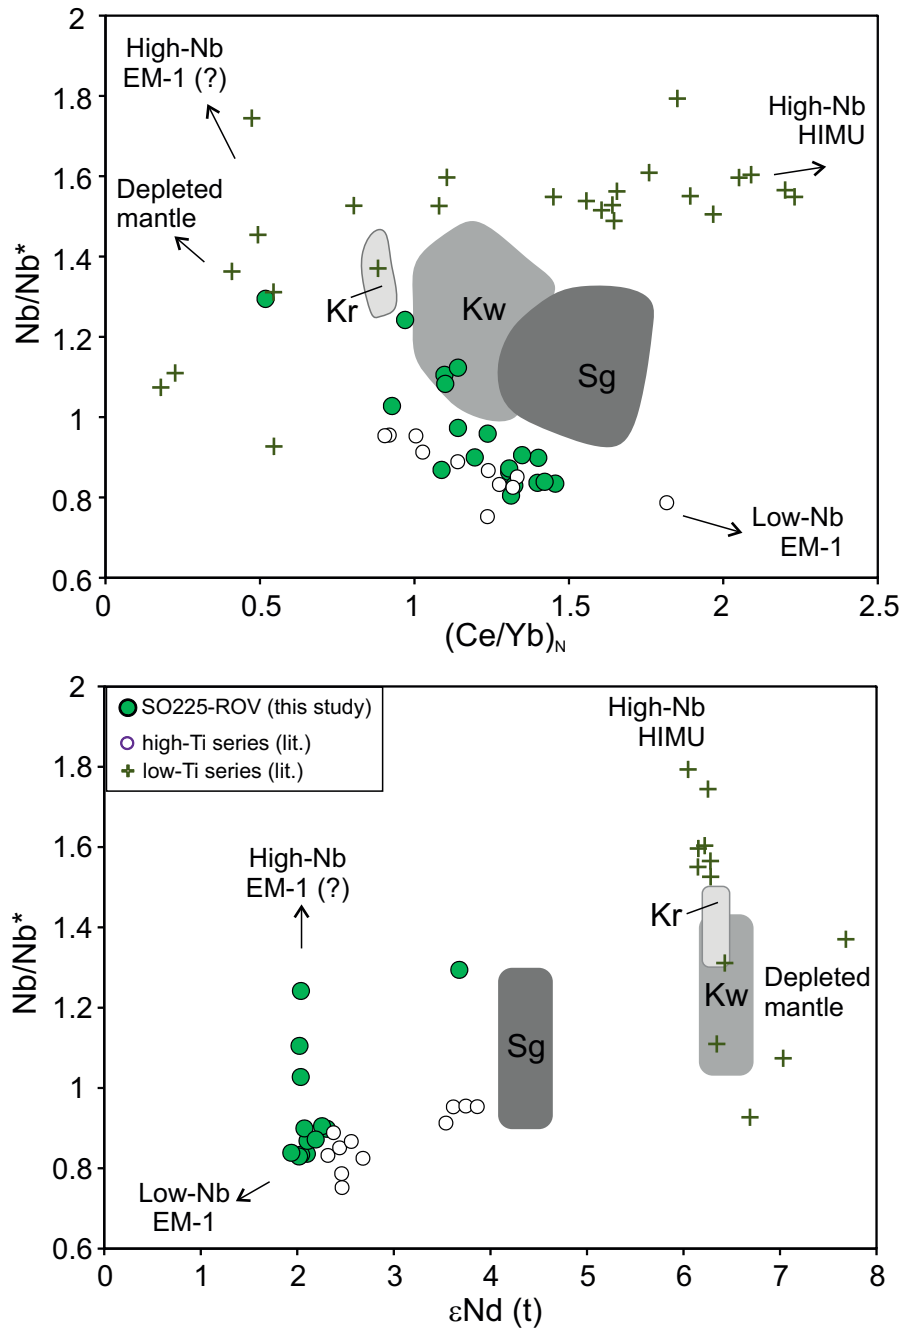 2
1.8
1.6
1.4
1.2
1
0.8
0.6
Nb/Nb*
High-Nb
EM-1 (?)
Depleted
mantle
High-Nb
HIMU
Kr
Kw
Sg
Low-Nb
EM-1
0
0.5
1
1.5
2
2.5
(Ce/Yb)N
2
1.8
1.6
1.4
1.2
1
0.8
0.6
Nb/Nb*
SO225-ROV (this study)
high-Ti series (lit.)
low-Ti series (lit.)
High-Nb
HIMU
High-Nb
EM-1 (?)
Kr
Kw
Depleted
mantle
Sg
Low-Nb
EM-1
0
1
2
3
4
5
6
7
8
εNd (t)